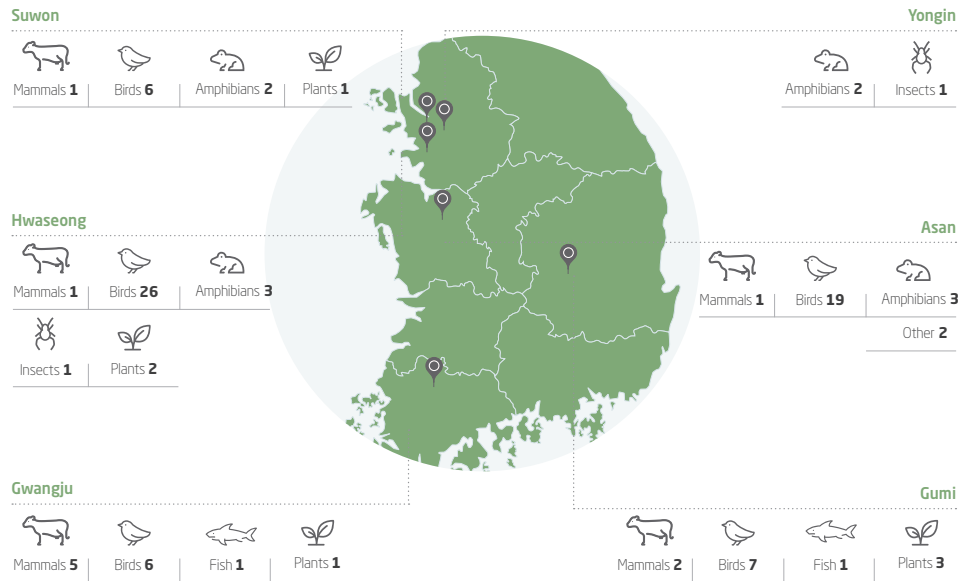 Suwon
Mammals 1
Birds 6
Amphibians 2
Plants 1
Yongin
Amphibians 2
Insects 1
Hwaseong
Mammals 1
Birds 26
Amphibians 3
Insects 1
Plants 2
Asan
Mammals 1
Birds 19
Amphibians 3
Other 2
Gwangju
Mammals 5
Birds 6
Fish 1
Plants 1
Gumi
Mammals 2
Birds 7
Fish 1
Plants 3